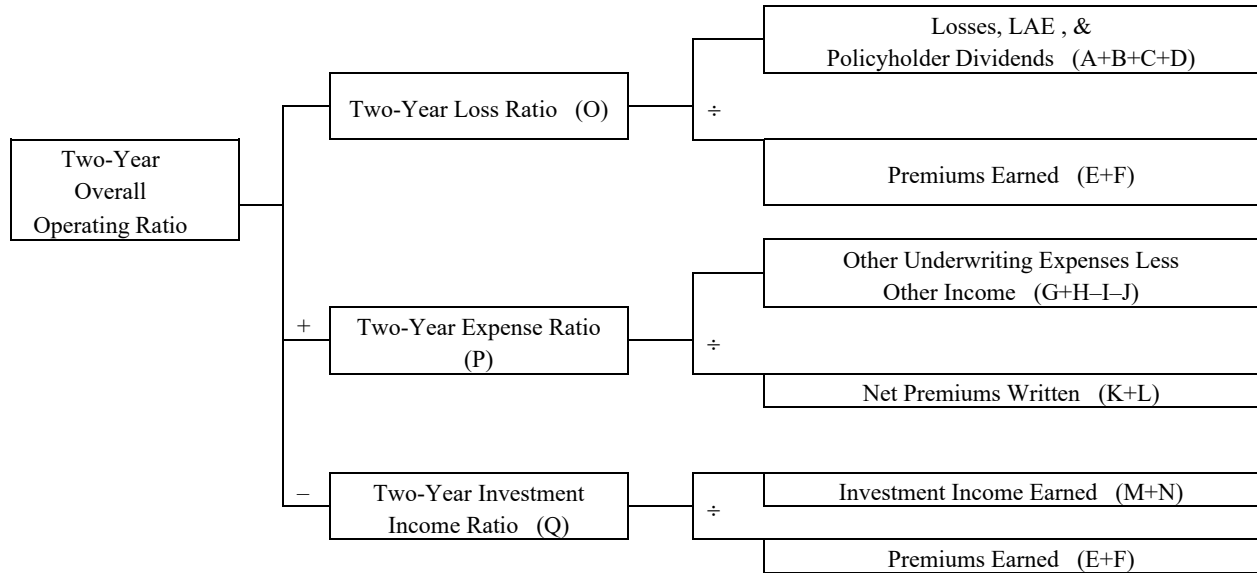 Losses, LAE , &
Policyholder Dividends (A+B+C+D)
Two-Year Loss Ratio (O)
÷
Two-Year
Overall
Operating Ratio
Premiums Earned (E+F)
Other Underwriting Expenses Less
Other Income (G+H–I–J)
+
Two-Year Expense Ratio
(P)
÷
Net Premiums Written (K+L)
–
Two-Year Investment
Income Ratio (Q)
Investment Income Earned (M+N)
÷
Premiums Earned (E+F)